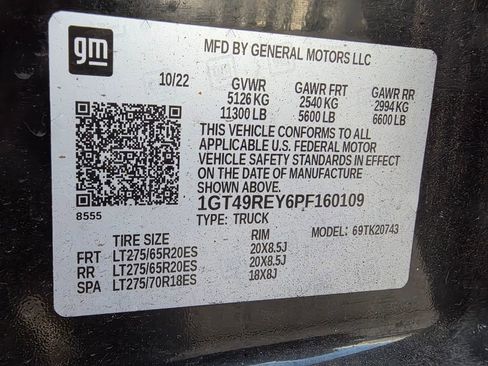 gm
MFD BY GENERAL MOTORS LLC
10/22 GVWR GAWR FRT GAWR RR
5126 KG 2540 KG 2994 KG
11300 LB 5600 LB 6600 LB
THIS VEHICLE CONFORMS TO ALL
APPLICABLE U.S. FEDERAL MOTOR
VEHICLE SAFETY STANDARDS IN EFFECT
ON THE DATE OF MANUFACTURE
SHOWN ABOVE.
8555 1GT49REY6PF160109
TYPE: TRUCK MODEL: 69TK20743
TIRE SIZE RIM
FRT LT275/65R20ES 20X8.5J
RR LT275/65R20ES 20X8.5J
SPA LT275/70R18ES 18X8J